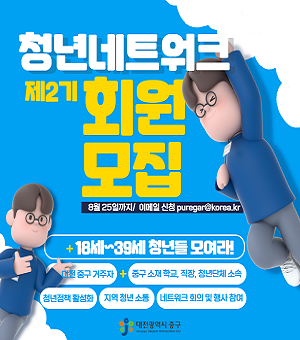 청년네트워크
제2기
회원
모집
8월 25일까지/ 이메일 신청 puregar@korea.kr
+ 18세~39세 청년들 모여라!
대전 중구 거주자 + 중구 소재 학교, 직장, 청년단체 소속
청년정책 활성화 지역 청년 소통 네트워크 회의 및 행사 참여
대전광역시 중구